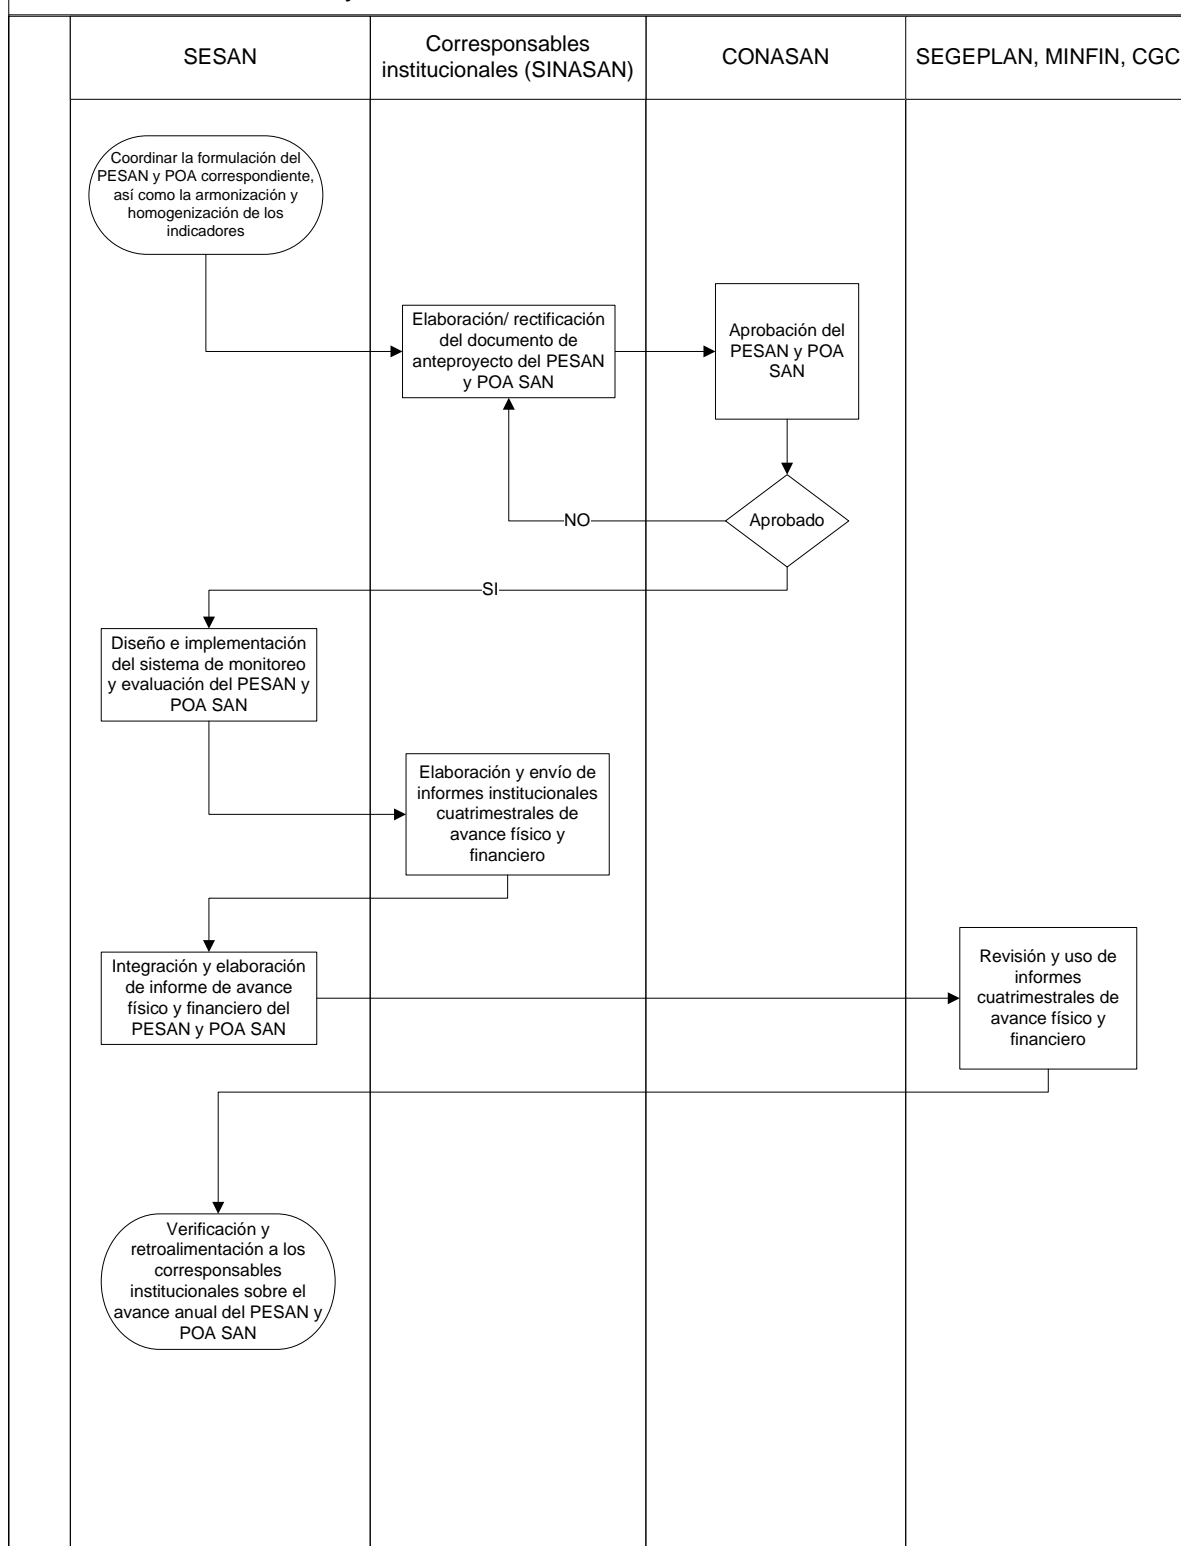 SESAN
Corresponsables
institucionales (SINASAN)
CONASAN
SEGEPLAN, MINFIN, CGC
Coordinar la formulación del
PESAN y POA correspondiente,
así como la armonización y
homogenización de los
indicadores
Elaboración/ rectificación
del documento de
anteproyecto del PESAN
y POA SAN
Aprobación del
PESAN y POA
SAN
Aprobado
NO
SI
Diseño e implementación
del sistema de monitoreo
y evaluación del PESAN y
POA SAN
Elaboración y envío de
informes institucionales
cuatrimestrales de
avance físico y
financiero
Integración y elaboración
de informe de avance
físico y financiero del
PESAN y POA SAN
Revisión y uso de
informes
cuatrimestrales de
avance físico y
financiero
Verificación y
retroalimentación a los
corresponsables
institucionales sobre el
avance anual del PESAN y
POA SAN